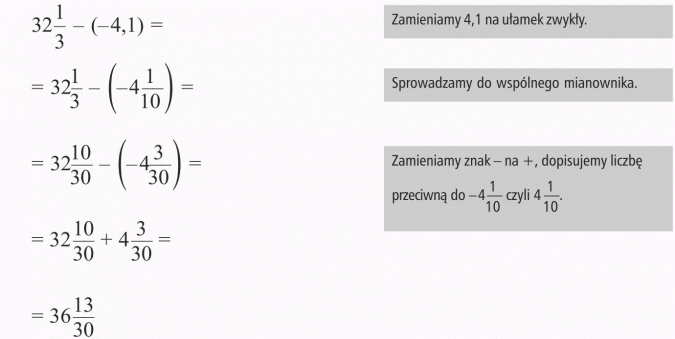 32 1/3 − (−4,1) =
Zamieniamy 4,1 na ułamek zwykły.
= 32 1/3 − (−4 1/10) =
Sprowadzamy do wspólnego mianownika.
= 32 10/30 − (−4 3/30) =
Zamieniamy znak – na +, dopisujemy liczbę
przeciwną do −4 1/10 czyli 4 1/10.
= 32 10/30 + 4 3/30 =
= 36 13/30